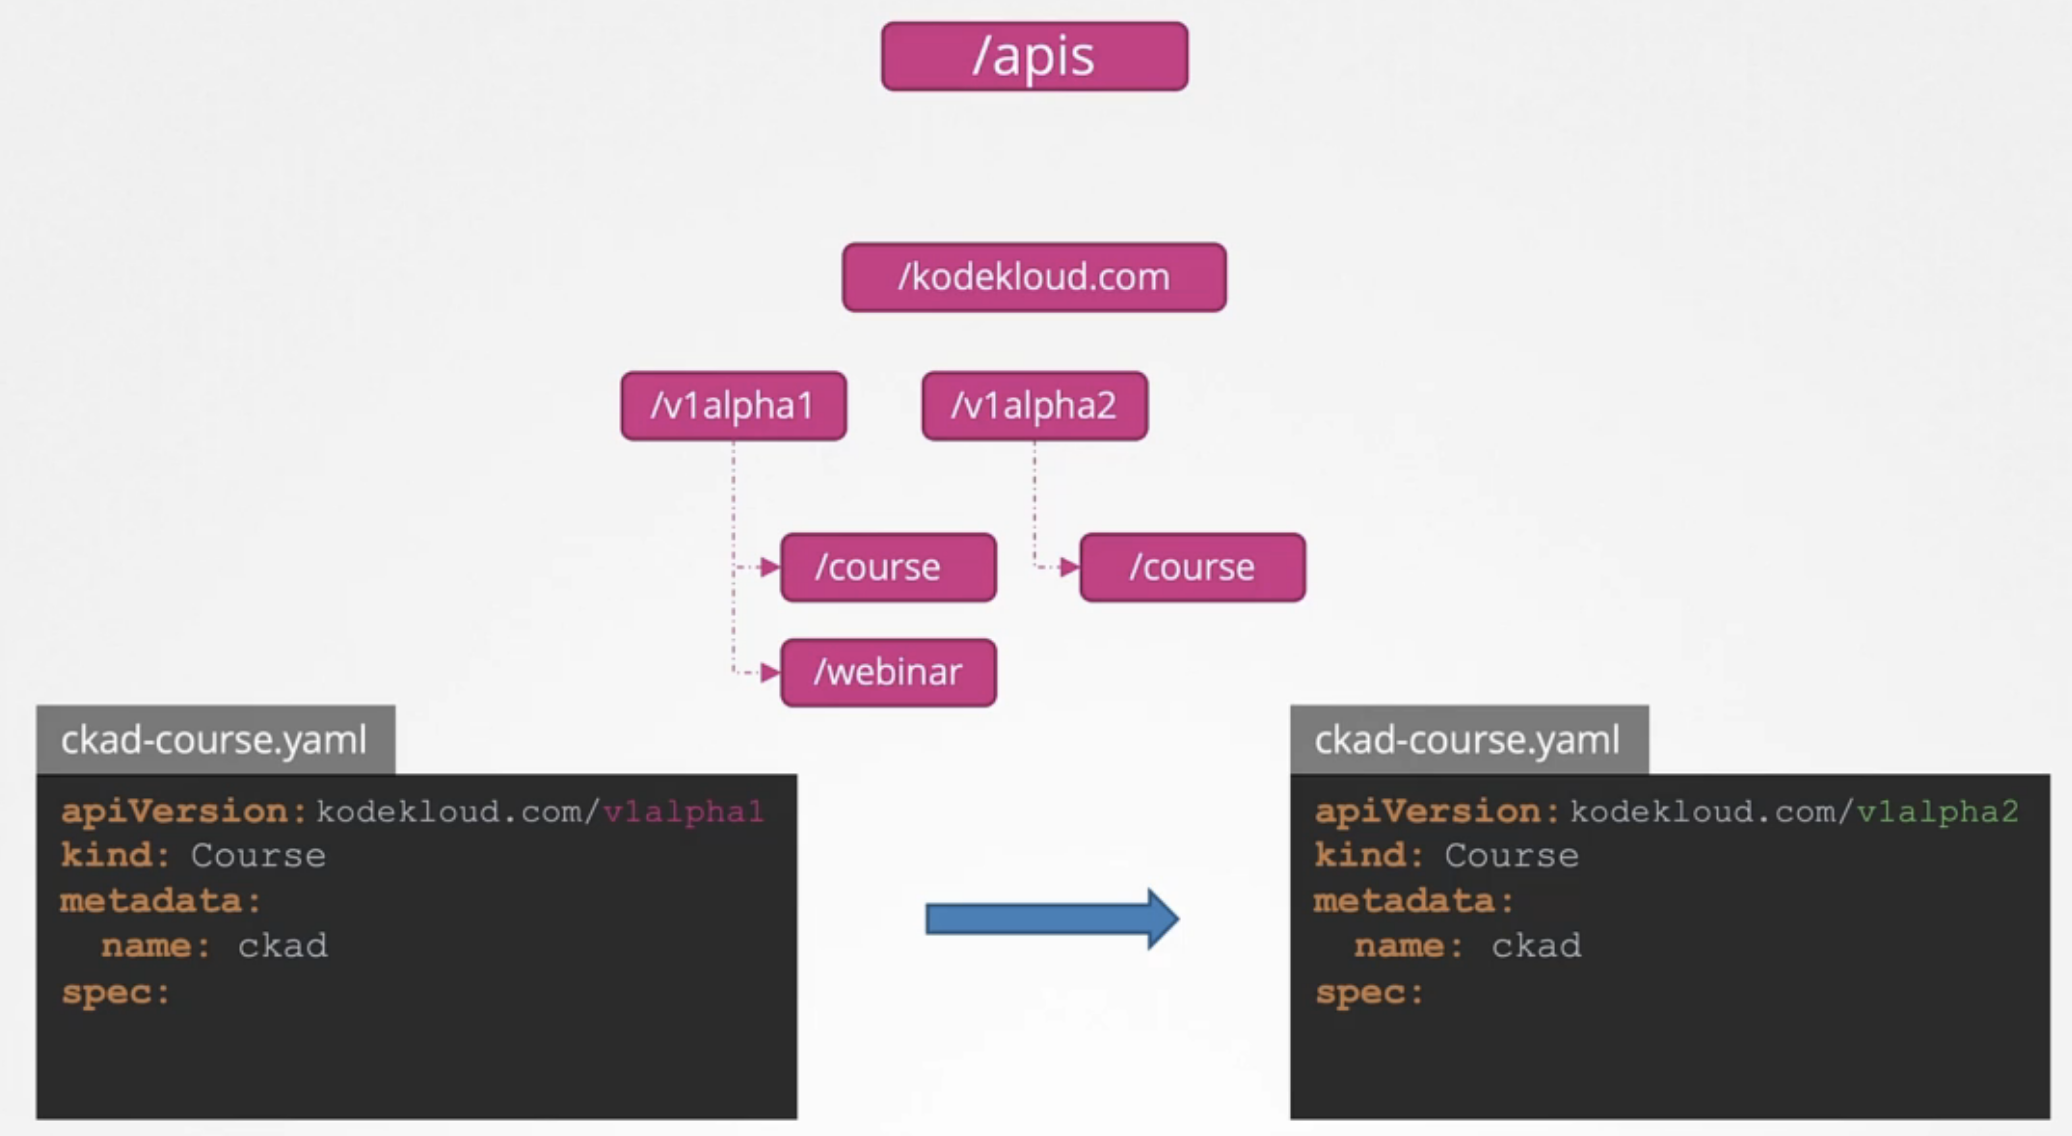 /apis
/kodekloud.com
/v1alpha1
/v1alpha2
/course
/course
/webinar
ckad-course.yaml
apiVersion: kodekloud.com/v1alpha1
kind: Course
metadata:
  name: ckad
spec:
ckad-course.yaml
apiVersion: kodekloud.com/v1alpha2
kind: Course
metadata:
  name: ckad
spec: